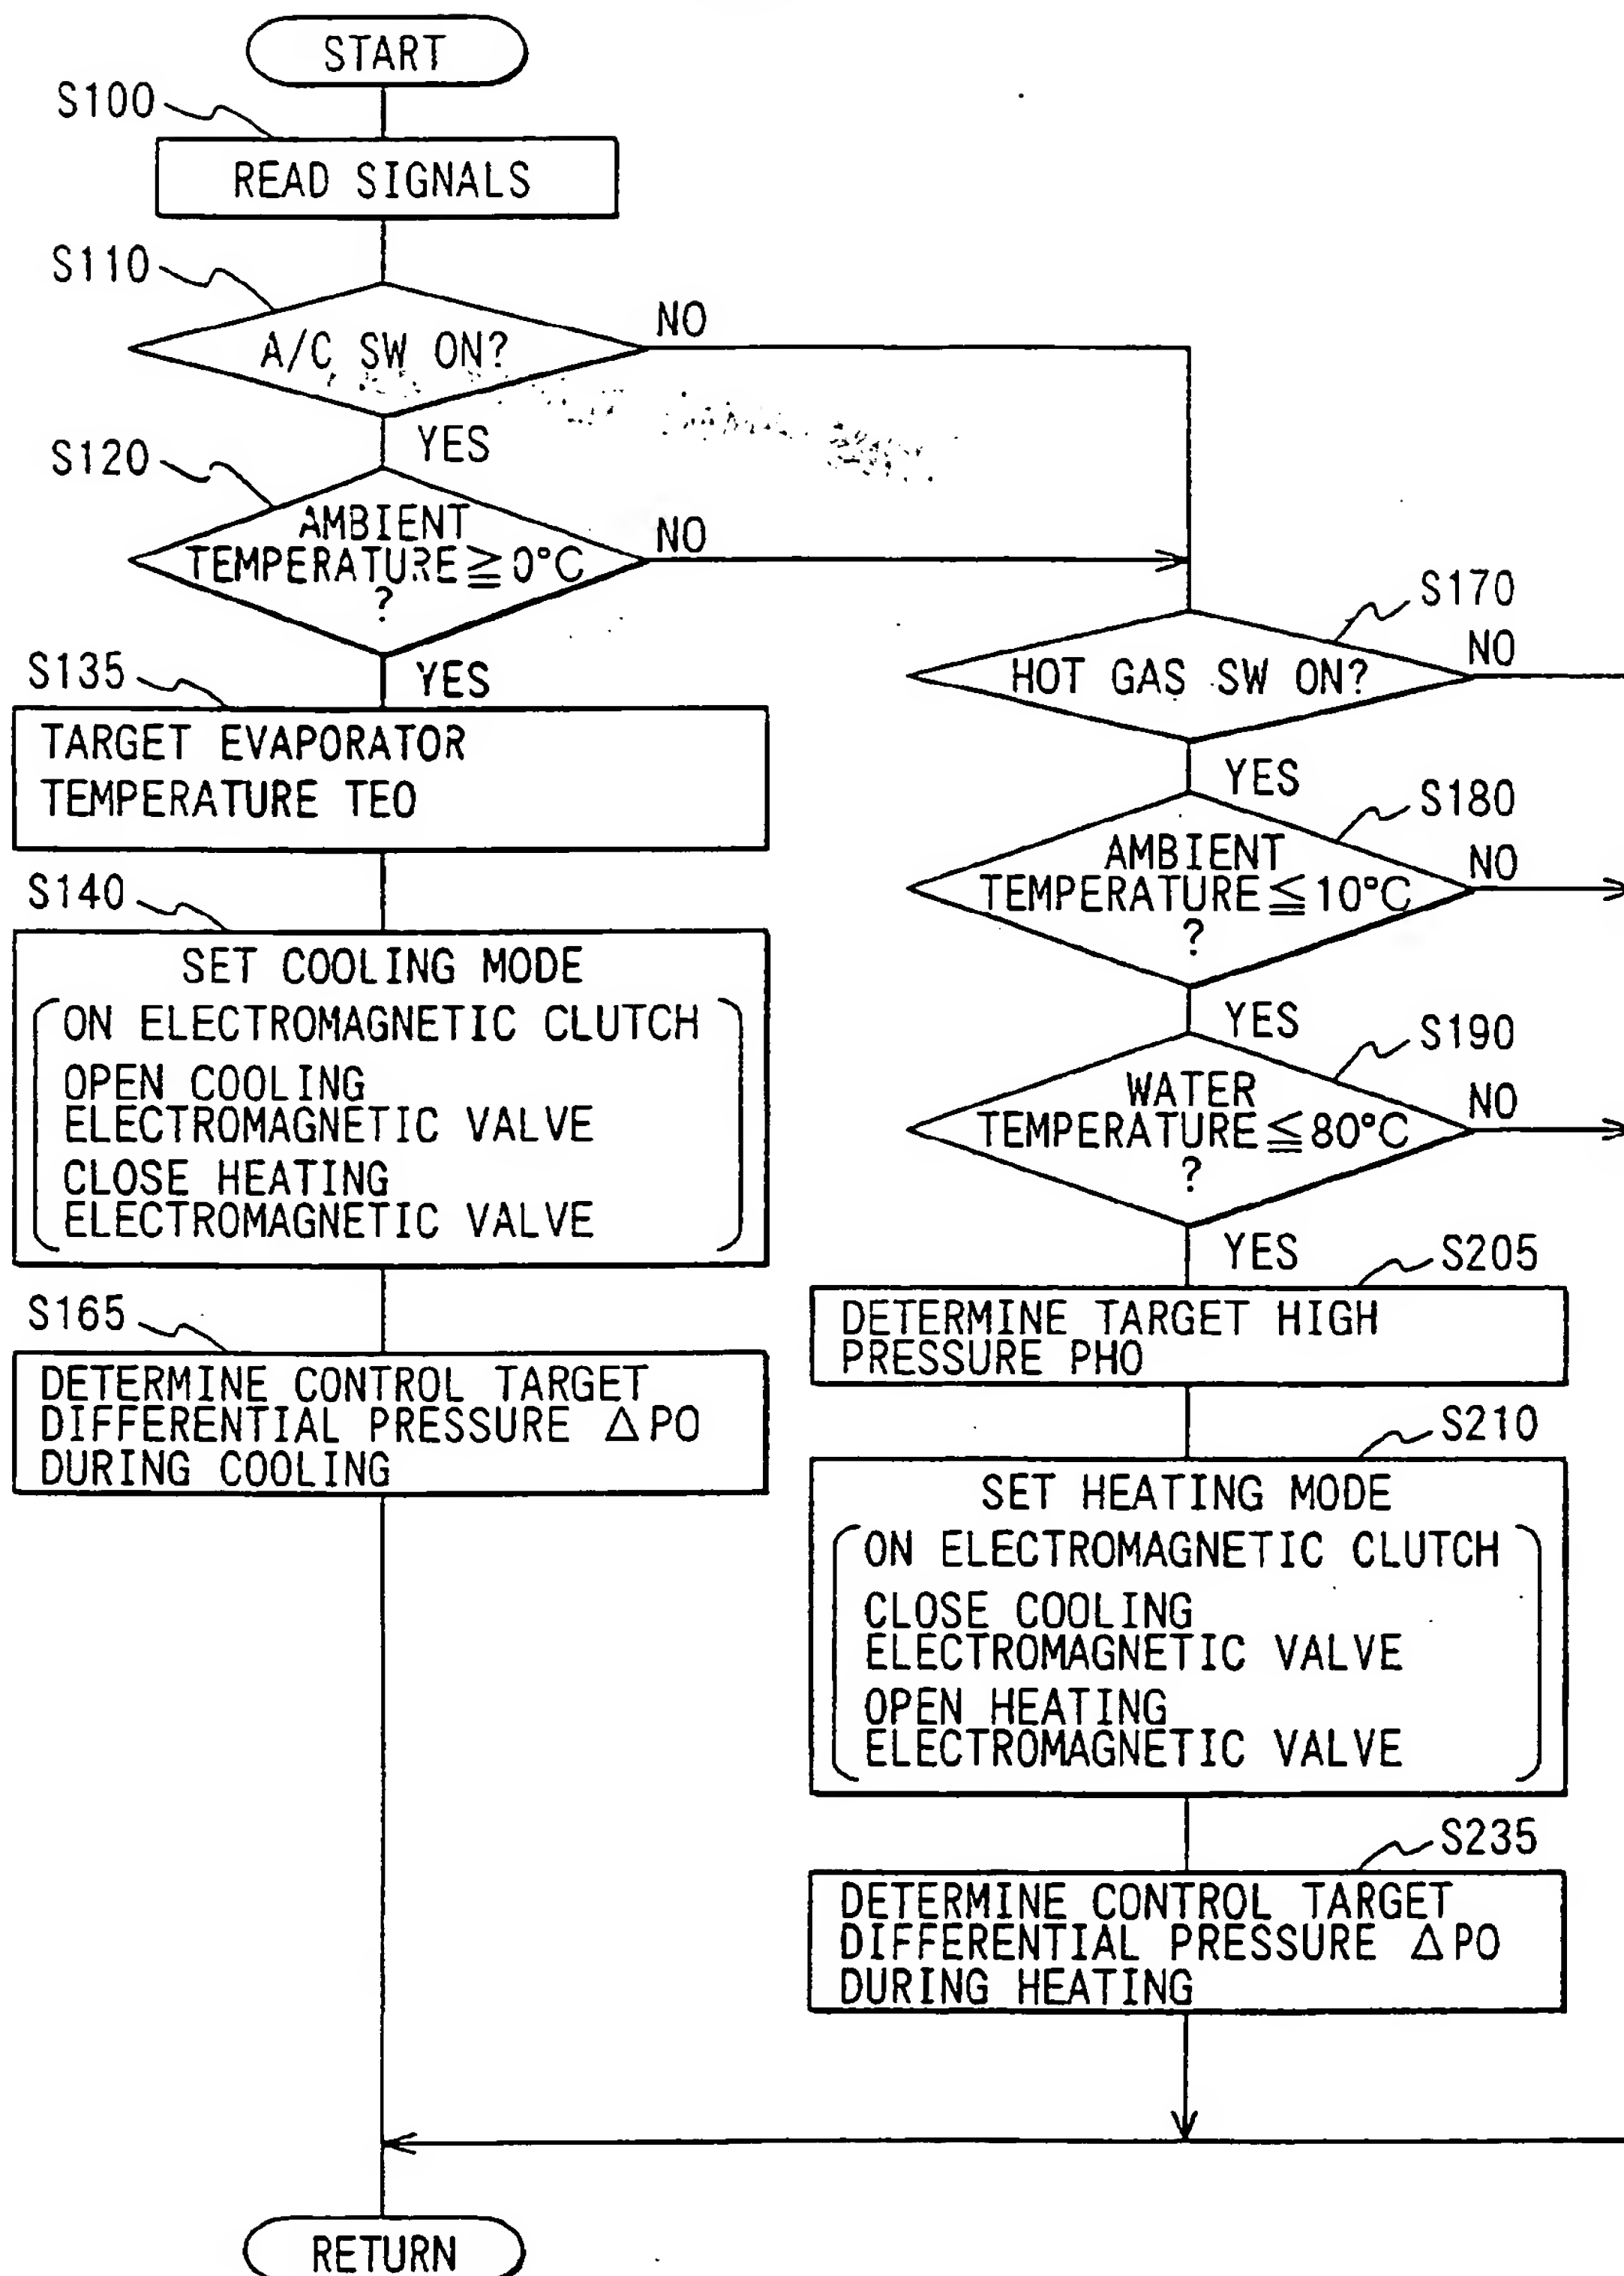 START
S100
READ SIGNALS
S110
A/C SW ON?
NO
YES
S120
AMBIENT
TEMPERATURE≧0°C
?
NO
YES
S135
TARGET EVAPORATOR
TEMPERATURE TEO
S140
SET COOLING MODE
ON ELECTROMAGNETIC CLUTCH
OPEN COOLING
ELECTROMAGNETIC VALVE
CLOSE HEATING
ELECTROMAGNETIC VALVE
S165
DETERMINE CONTROL TARGET
DIFFERENTIAL PRESSURE △PO
DURING COOLING
S170
HOT GAS SW ON?
NO
YES
S180
AMBIENT
TEMPERATURE≦10°C
?
NO
YES
S190
WATER
TEMPERATURE≦80°C
?
NO
YES
S205
DETERMINE TARGET HIGH
PRESSURE PHO
S210
SET HEATING MODE
ON ELECTROMAGNETIC CLUTCH
CLOSE COOLING
ELECTROMAGNETIC VALVE
OPEN HEATING
ELECTROMAGNETIC VALVE
S235
DETERMINE CONTROL TARGET
DIFFERENTIAL PRESSURE △PO
DURING HEATING
RETURN